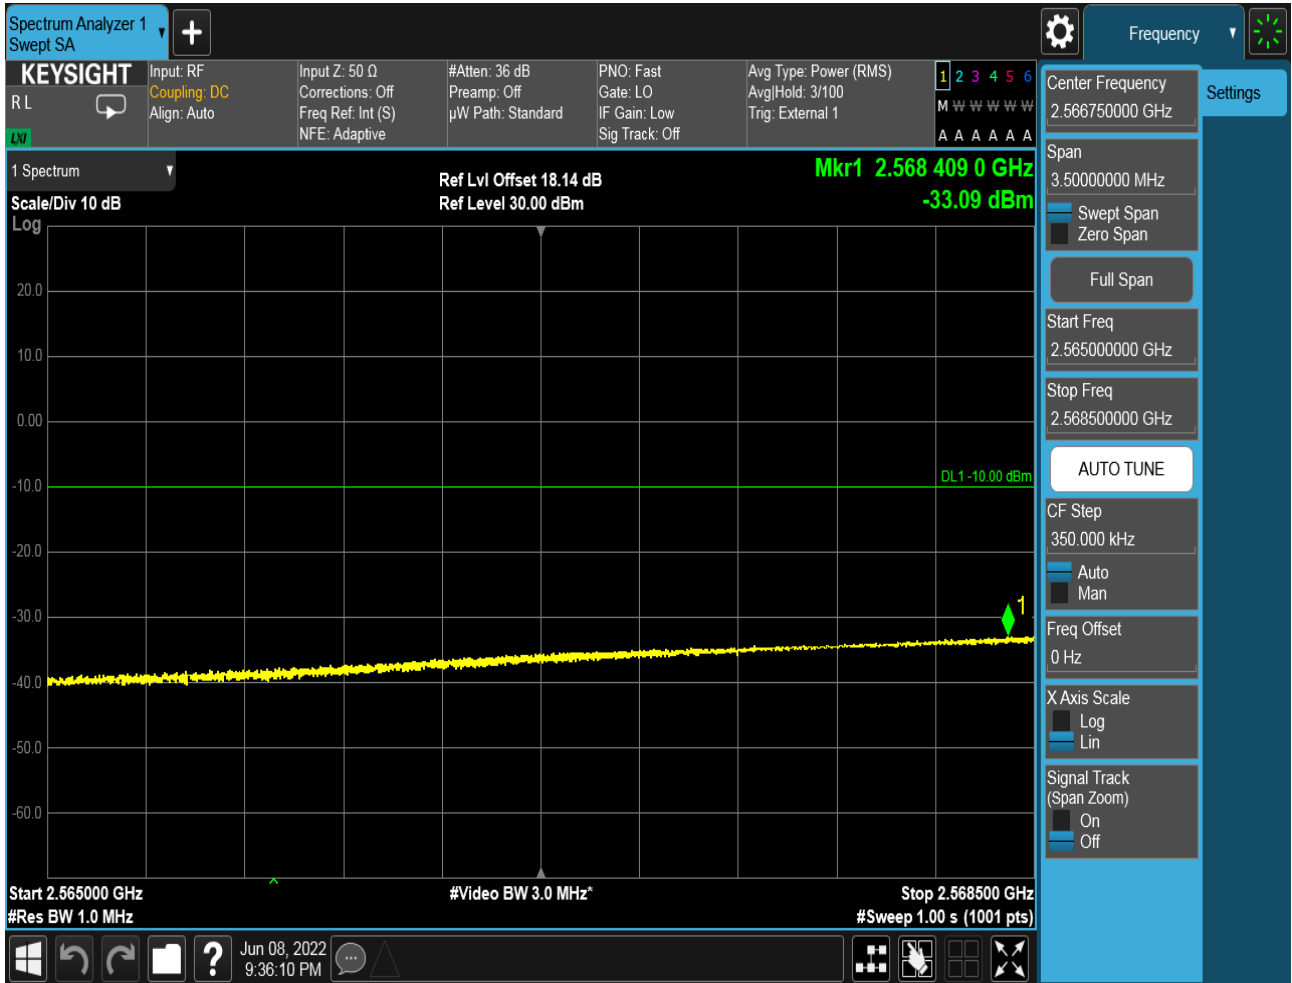 Spectrum Analyzer 1
Swept SA
Frequency
KEYSIGHT
R L
LXI
Input: RF
Coupling: DC
Align: Auto
Input Z: 50 Ω
Corrections: Off
Freq Ref: Int (S)
NFE: Adaptive
#Atten: 36 dB
Preamp: Off
µW Path: Standard
PNO: Fast
Gate: LO
IF Gain: Low
Sig Track: Off
Avg Type: Power (RMS)
Avg|Hold: 3/100
Trig: External 1
1 2 3 4 5 6
M W W W W W
A A A A A A
1 Spectrum
Scale/Div 10 dB
Log
Ref Lvl Offset 18.14 dB
Ref Level 30.00 dBm
Mkr1 2.568 409 0 GHz
-33.09 dBm
20.0
10.0
0.00
-10.0
-20.0
-30.0
-40.0
-50.0
-60.0
DL1 -10.00 dBm
1
Start 2.565000 GHz
#Res BW 1.0 MHz
#Video BW 3.0 MHz*
Stop 2.568500 GHz
#Sweep 1.00 s (1001 pts)
Center Frequency
2.566750000 GHz
Span
3.50000000 MHz
Swept Span
Zero Span
Full Span
Start Freq
2.565000000 GHz
Stop Freq
2.568500000 GHz
AUTO TUNE
CF Step
350.000 kHz
Auto
Man
Freq Offset
0 Hz
X Axis Scale
Log
Lin
Signal Track
(Span Zoom)
On
Off
Settings
?
Jun 08, 2022
9:36:10 PM